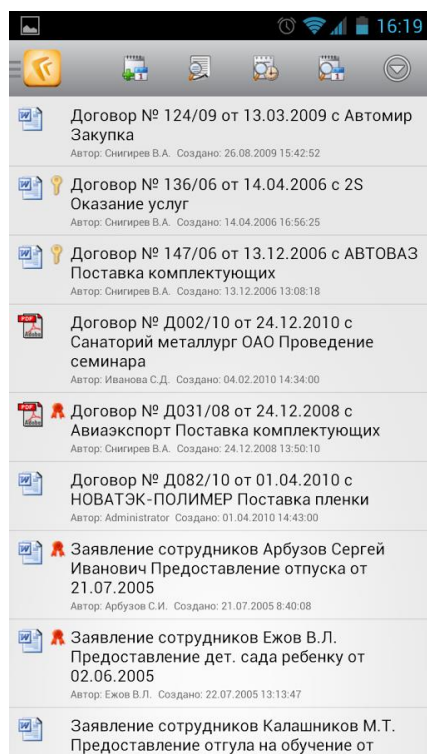 16:19
Договор № 124/09 от 13.03.2009 с Автомир
Закупка
Автор: Снигирев В.А. Создано: 26.08.2009 15:42:52
Договор № 136/06 от 14.04.2006 с 2S
Оказание услуг
Автор: Снигирев В.А. Создано: 14.04.2006 16:56:25
Договор № 147/06 от 13.12.2006 с АВТОВАЗ
Поставка комплектующих
Автор: Снигирев В.А. Создано: 13.12.2006 13:08:18
Договор № Д002/10 от 24.12.2010 с
Санаторий металлург ОАО Проведение
семинара
Автор: Иванова С.Д. Создано: 04.02.2010 14:34:00
Договор № Д031/08 от 24.12.2008 с
Авиаэкспорт Поставка комплектующих
Автор: Снигирев В.А. Создано: 24.12.2008 13:50:10
Договор № Д082/10 от 01.04.2010 с
НОВАТЭК-ПОЛИМЕР Поставка пленки
Автор: Administrator Создано: 01.04.2010 14:43:00
Заявление сотрудников Арбузов Сергей
Иванович Предоставление отпуска от
21.07.2005
Автор: Арбузов С.И. Создано: 21.07.2005 8:40:08
Заявление сотрудников Ежов В.Л.
Предоставление дет. сада ребенку от
02.06.2005
Автор: Ежов В.Л. Создано: 22.07.2005 13:13:47
Заявление сотрудников Калашников М.Т.
Предоставление отгула на обучение от